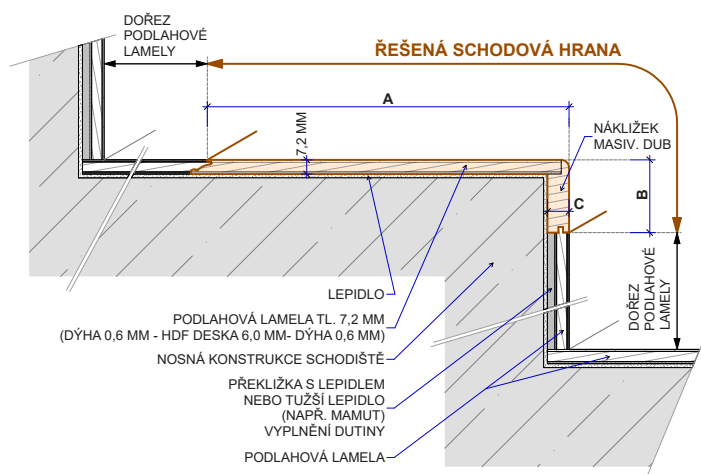 DOŘEZ
PODLAHOVÉ
LAMELY
ŘEŠENÁ SCHODOVÁ HRANA
A
7,2 MM
NÁKLIŽEK
MASIV. DUB
B
C
DOŘEZ
PODLAHOVÉ
LAMELY
LEPIDLO
PODLAHOVÁ LAMELA TL. 7,2 MM
(DÝHA 0,6 MM - HDF DESKA 6,0 MM- DÝHA 0,6 MM)
NOSNÁ KONSTRUKCE SCHODIŠTĚ
PŘEKLIŽKA S LEPIDLEM
NEBO TUŽŠÍ LEPIDLO
(NAPŘ. MAMUT)
VYPLNĚNÍ DUTINY
PODLAHOVÁ LAMELA